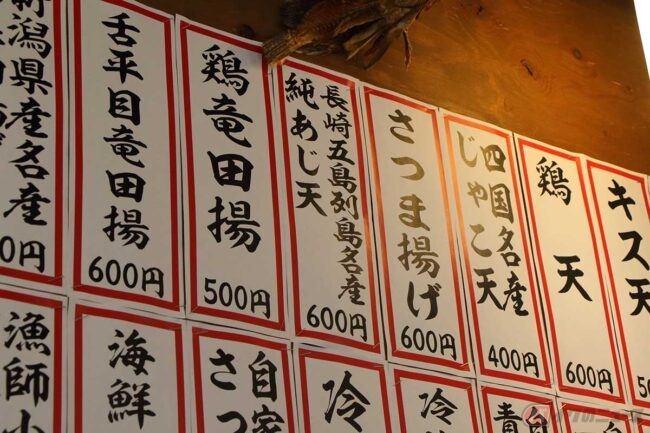 新潟県産名産
0円
舌平目竜田揚
600円
鶏竜田揚
500円
長崎五島列島名産
純あじ天
600円
さつま揚げ
600円
四国名産
じゃこ天
400円
鶏天
600円
キス天
漁師小
海鮮
自家
さつ
冷
冷
青